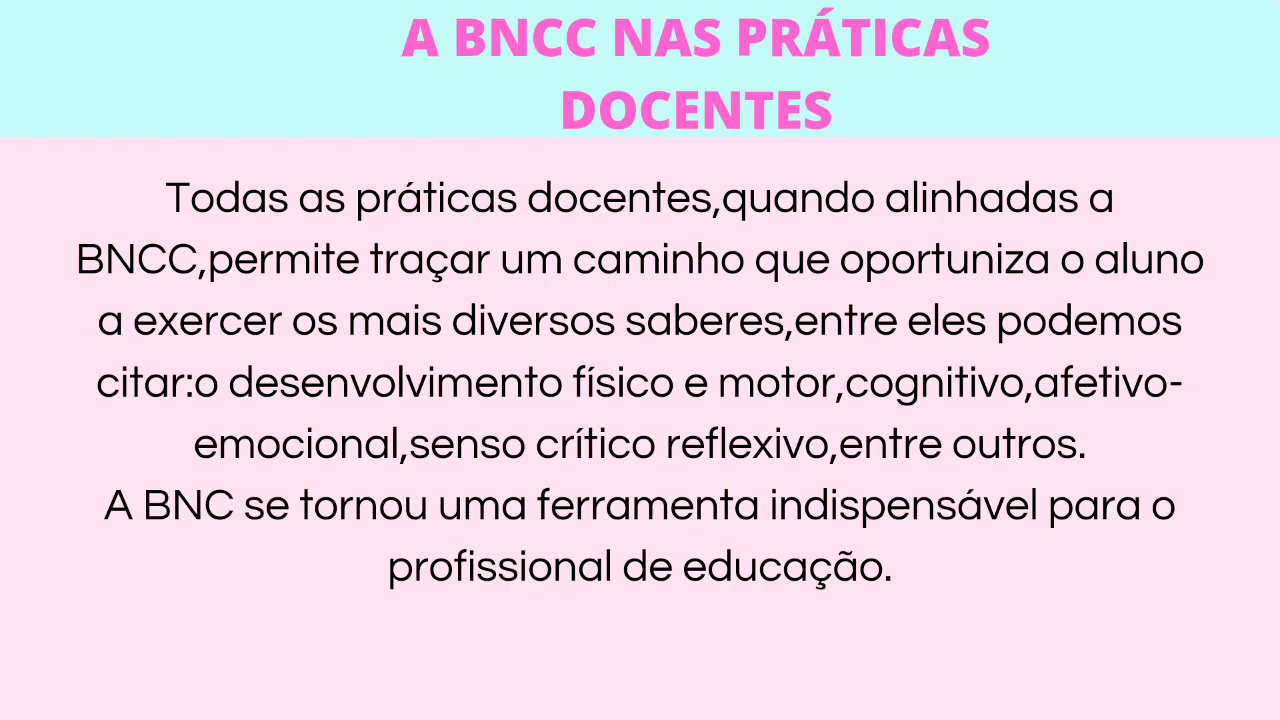 A BNCC NAS PRÁTICAS
DOCENTES
Todas as práticas docentes,quando alinhadas a
BNCC,permite traçar um caminho que oportuniza o aluno
a exercer os mais diversos saberes,entre eles podemos
citar:o desenvolvimento físico e motor,cognitivo,afetivo-
emocional,senso crítico reflexivo,entre outros.
A BNC se tornou uma ferramenta indispensável para o
profissional de educação.